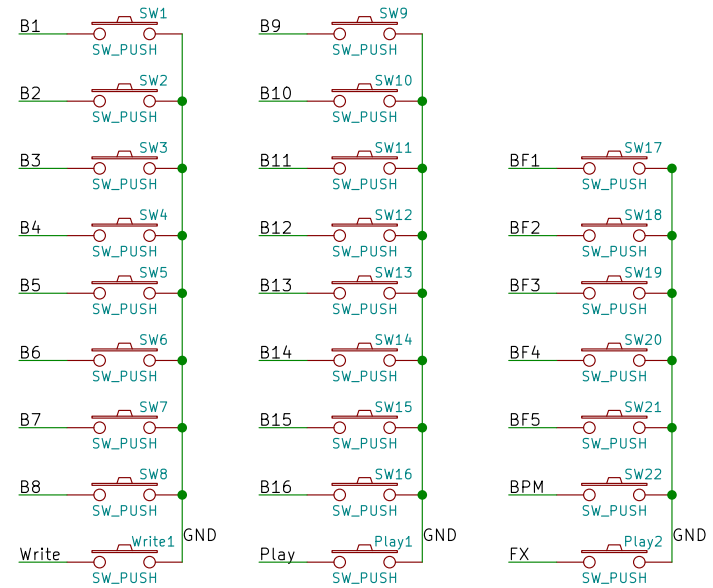 SW1
B1
SW_PUSH
SW9
B9
SW_PUSH
SW2
B2
SW_PUSH
SW10
B10
SW_PUSH
SW3
B3
SW_PUSH
SW11
B11
SW_PUSH
SW17
BF1
SW_PUSH
SW4
B4
SW_PUSH
SW12
B12
SW_PUSH
SW18
BF2
SW_PUSH
SW5
B5
SW_PUSH
SW13
B13
SW_PUSH
SW19
BF3
SW_PUSH
SW6
B6
SW_PUSH
SW14
B14
SW_PUSH
SW20
BF4
SW_PUSH
SW7
B7
SW_PUSH
SW15
B15
SW_PUSH
SW21
BF5
SW_PUSH
SW8
B8
SW_PUSH
SW16
B16
SW_PUSH
SW22
BPM
SW_PUSH
GND
Write1
Write
SW_PUSH
GND
Play1
Play
SW_PUSH
GND
Play2
FX
SW_PUSH